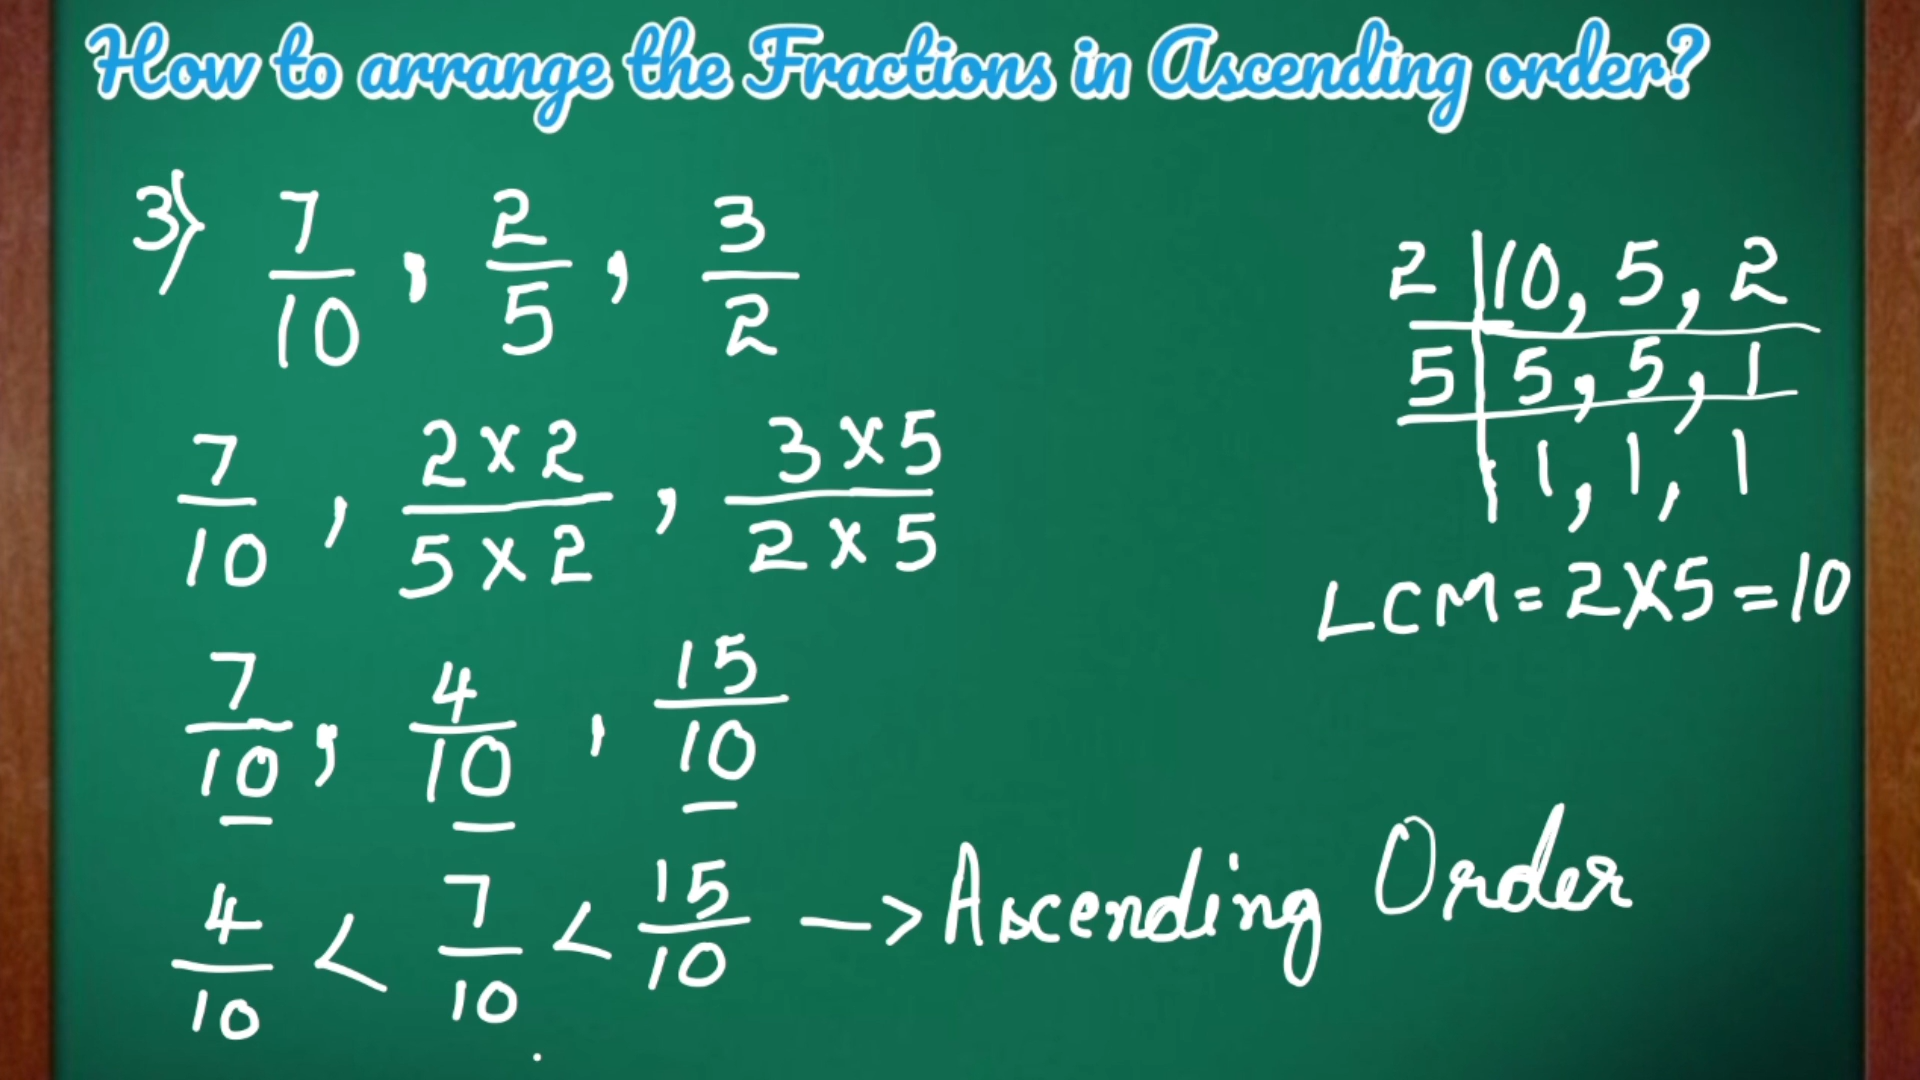 How to arrange the Fractions in Ascending order?
3) 7/10 , 2/5 , 3/2
7/10 , 2×2/5×2 , 3×5/2×5
7/10 , 4/10 , 15/10
4/10 < 7/10 < 15/10 —> Ascending Order
2 | 10, 5, 2
5 | 5, 5, 1
| 1, 1, 1
LCM = 2×5 = 10